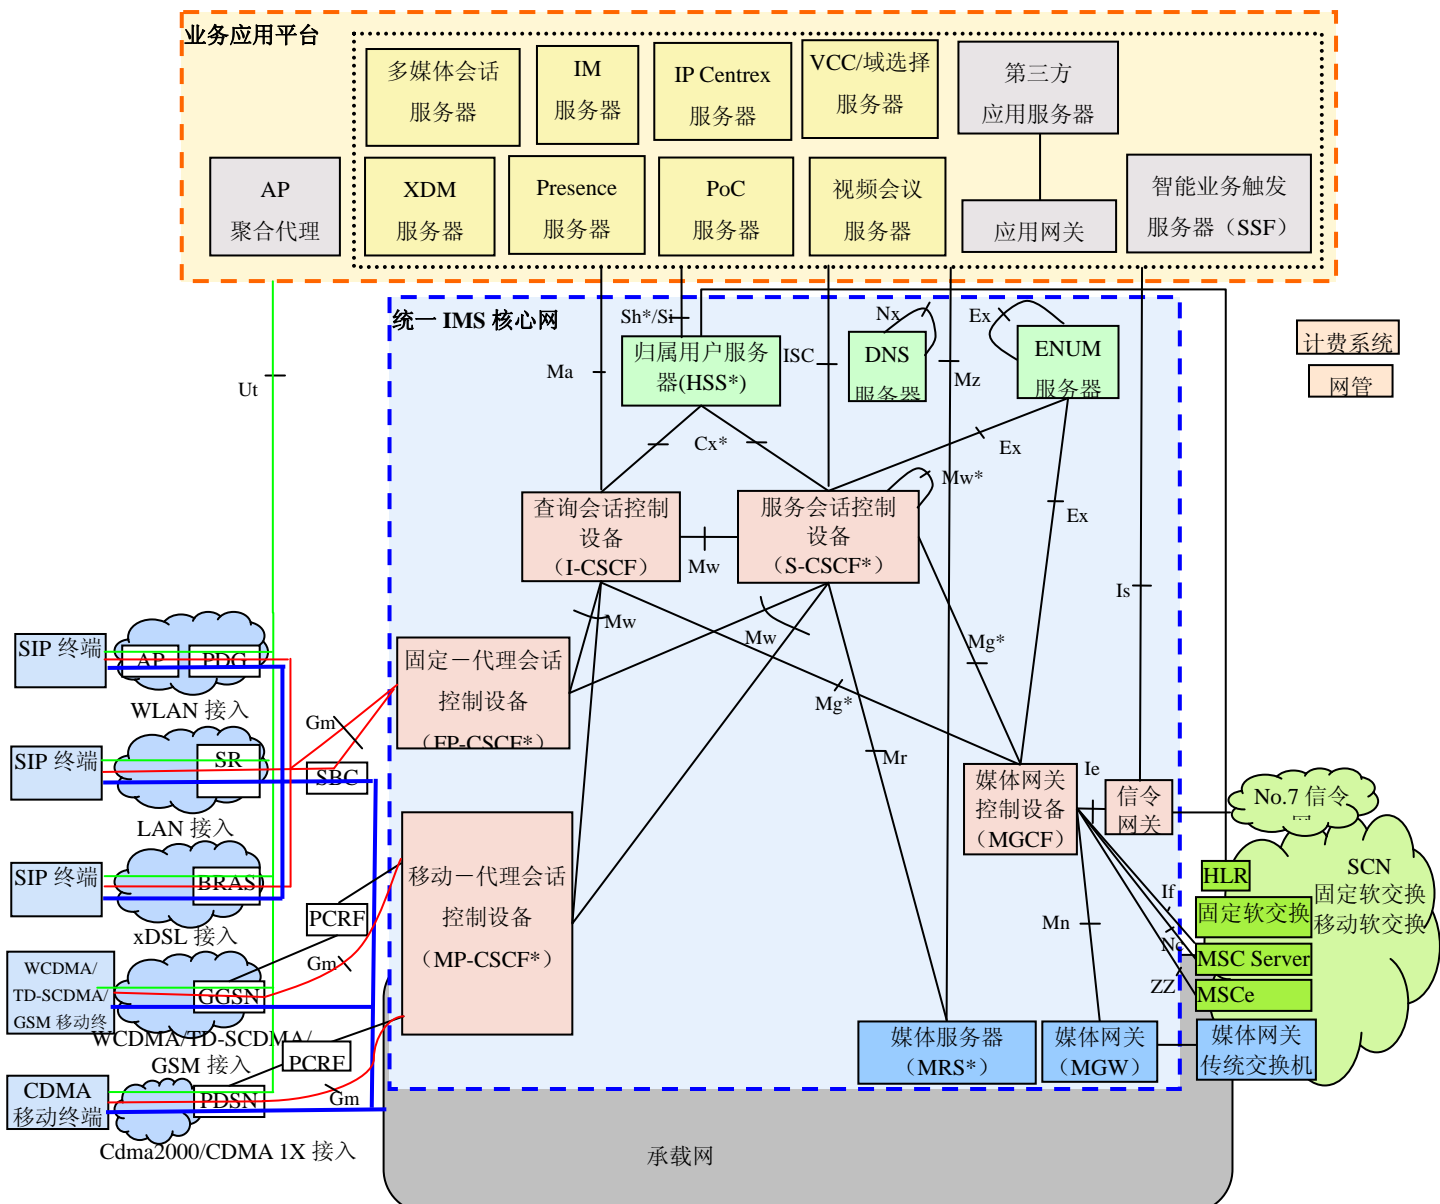 业务应用平台
多媒体会话
服务器
IM
服务器
IP Centrex
服务器
VCC/域选择
服务器
第三方
应用服务器
AP
聚合代理
XDM
服务器
Presence
服务器
PoC
服务器
视频会议
服务器
应用网关
智能业务触发
服务器（SSF）
统一 IMS 核心网
Sh*/Si
Nx
Ex
归属用户服务
器(HSS*)
DNS
服务器
ENUM
服务器
计费系统
网管
Ut
Ma
ISC
Mz
Cx*
Ex
Mw*
Ex
查询会话控制
设备
（I-CSCF）
Mw
服务会话控制
设备
（S-CSCF*）
Is
Mw
Mw
Mg*
Mg*
SIP 终端
AP
PDG
WLAN 接入
固定－代理会话
控制设备
（FP-CSCF*）
Gm
Mr
SIP 终端
SR
SBC
LAN 接入
媒体网关
控制设备
（MGCF）
Ie
信令
网关
No.7 信令
网
SIP 终端
BRAS
xDSL 接入
移动－代理会话
控制设备
（MP-CSCF*）
PCRF
Gm
HLR
SCN
固定软交换
移动软交换
If
固定软交换
Mn
Nc
MSC Server
ZZ
MSCe
WCDMA/
TD-SCDMA/
GSM 移动终
GGSN
WCDMA/TD-SCDMA/
GSM 接入
PCRF
媒体服务器
（MRS*）
媒体网关
（MGW）
媒体网关
传统交换机
CDMA
移动终端
PDSN
Gm
Cdma2000/CDMA 1X 接入
承载网